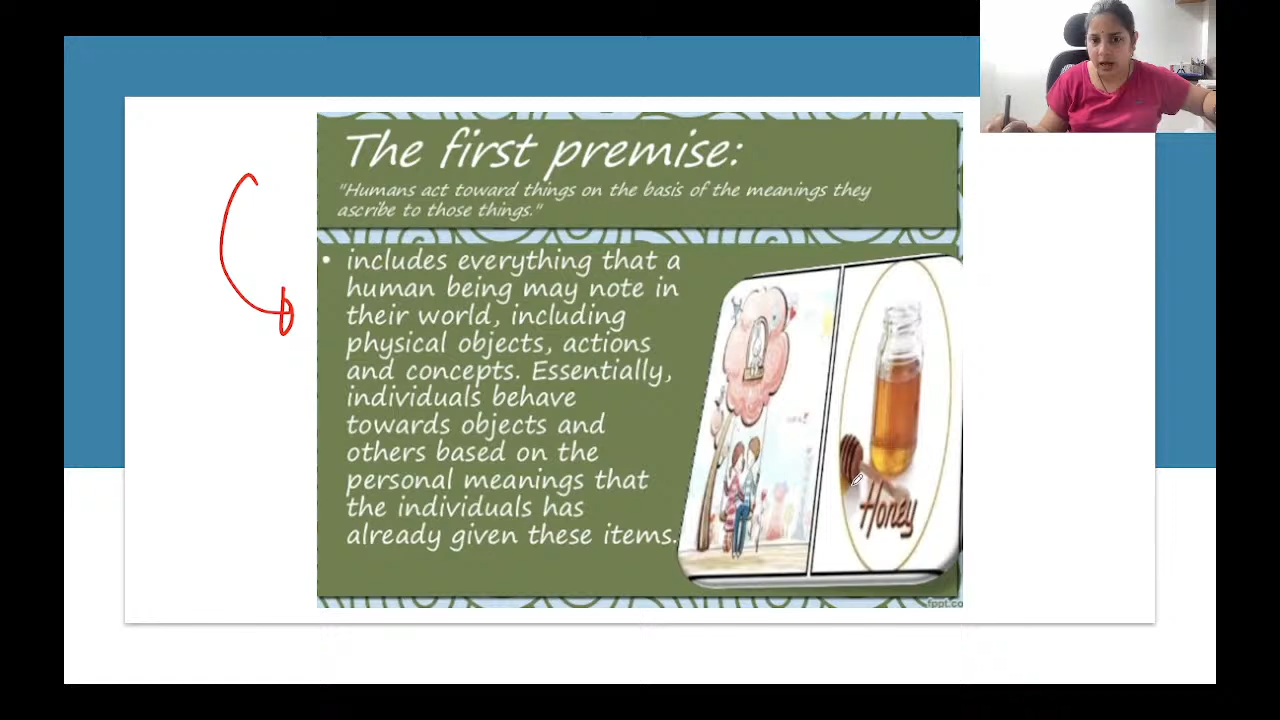 The first premise:
"Humans act toward things on the basis of the meanings they
ascribe to those things."
• includes everything that a
human being may note in
their world, including
physical objects, actions
and concepts. Essentially,
individuals behave
towards objects and
others based on the
personal meanings that
the individuals has
already given these items.
Honey
fppt.co